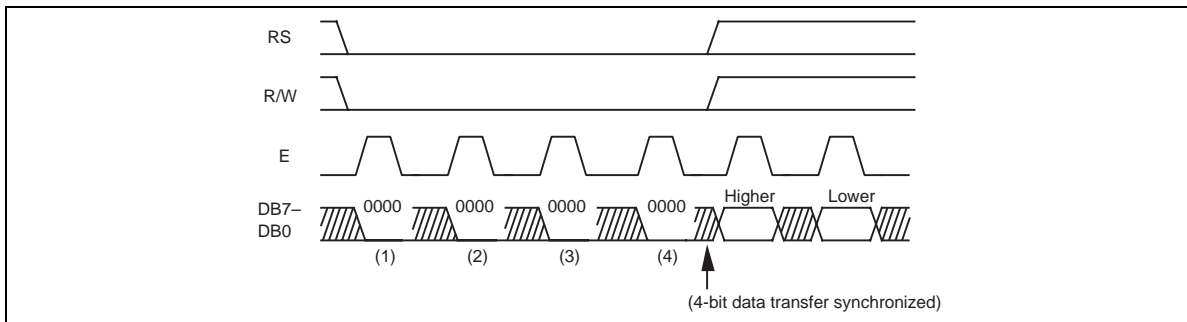 RS
R/W
E
DB7–
DB0
0000 0000 0000 0000 Higher Lower
(1) (2) (3) (4)
(4-bit data transfer synchronized)